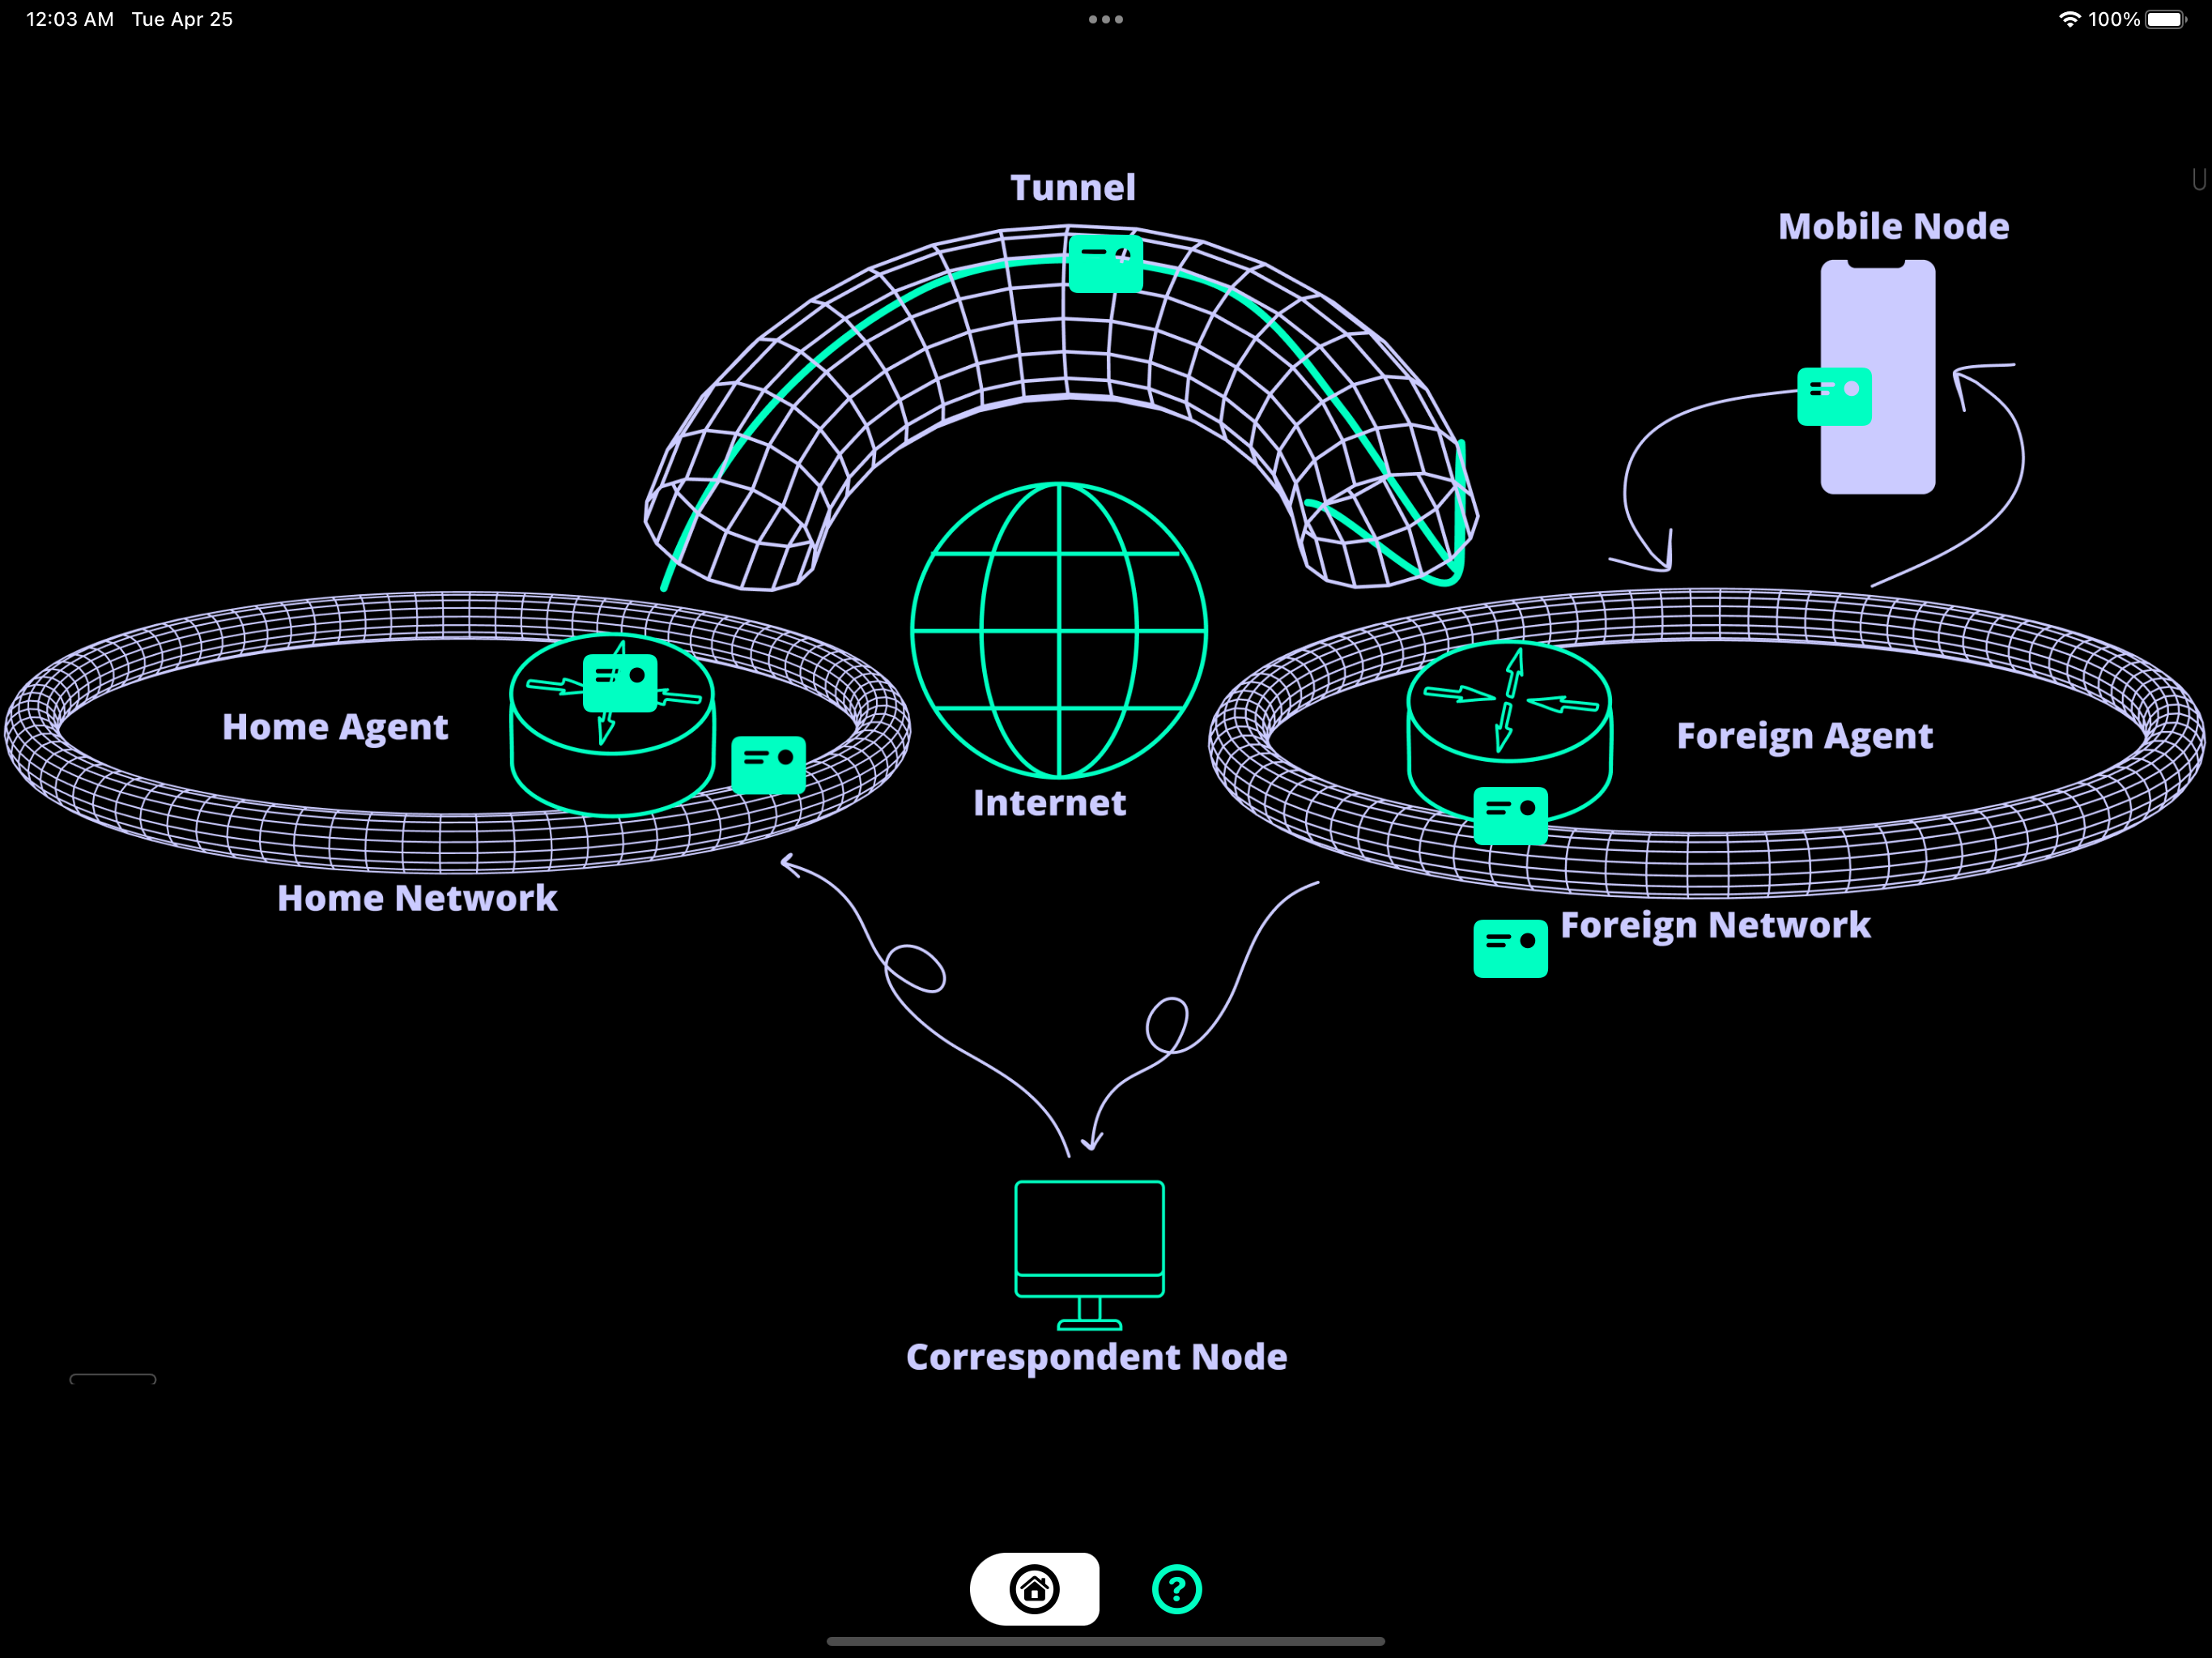 12:03 AM Tue Apr 25
100%
Tunnel
Mobile Node
Home Agent
Foreign Agent
Internet
Home Network
Foreign Network
Correspondent Node
?